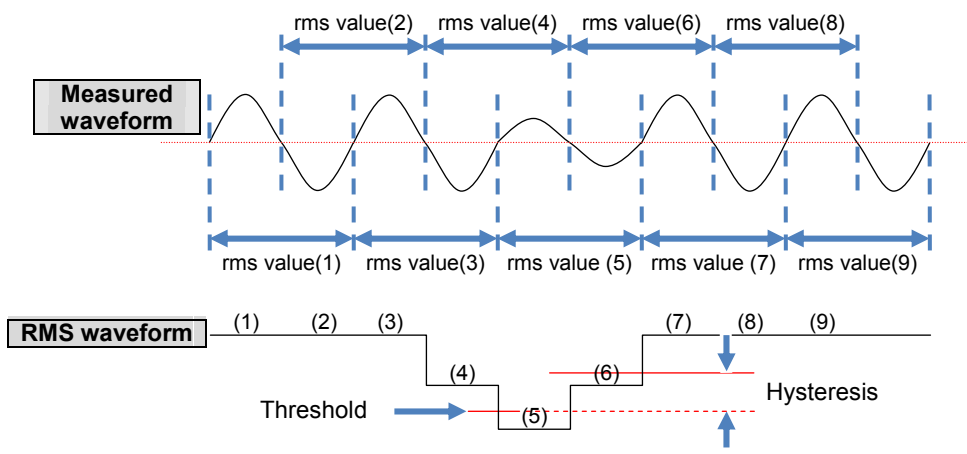 rms value(2) rms value(4) rms value(6) rms value(8)
Measured
waveform
rms value(1) rms value(3) rms value (5) rms value (7) rms value(9)
RMS waveform (1) (2) (3) (7) (8) (9)
(4) (6)
Hysteresis
Threshold (5)